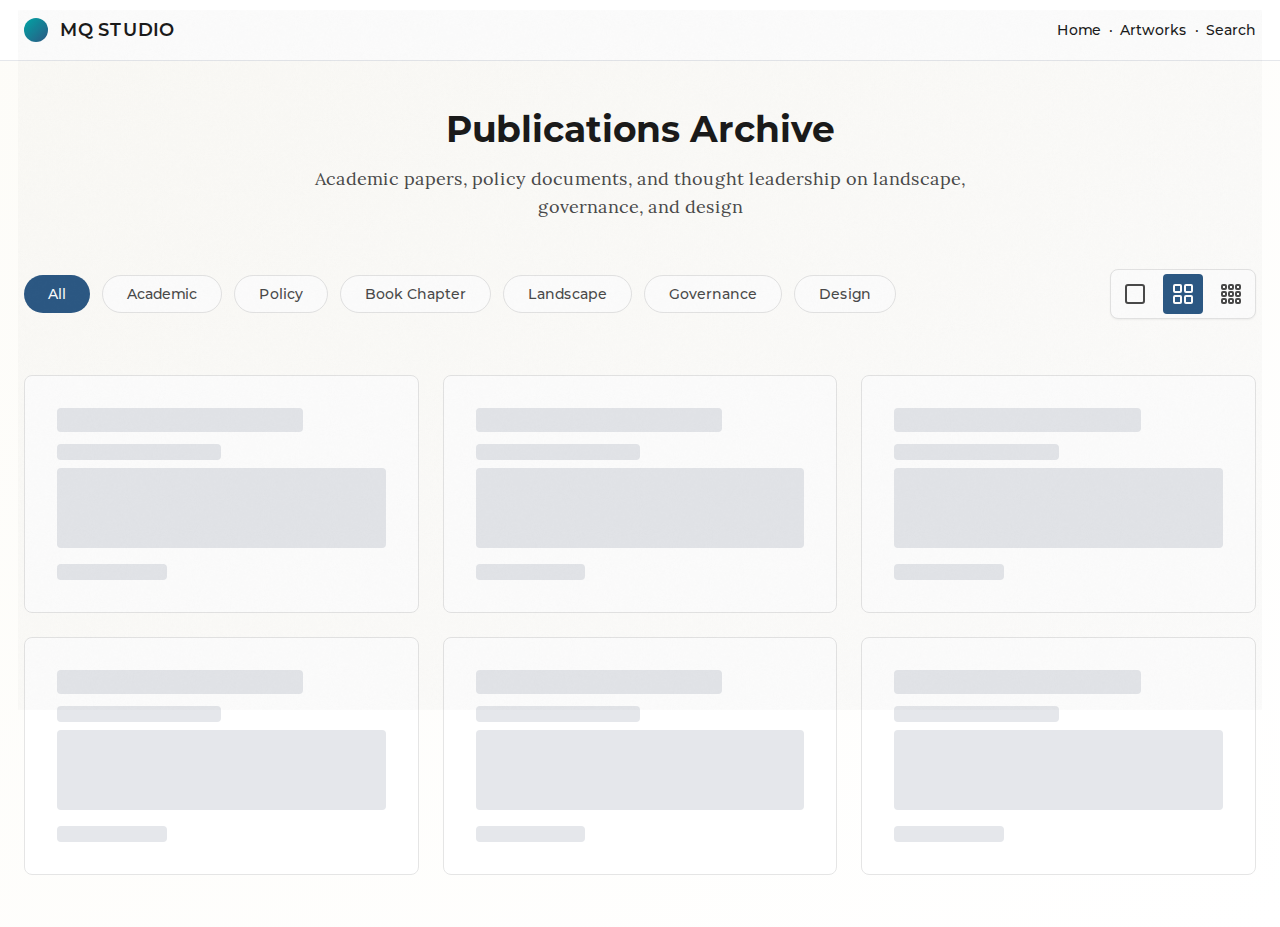 MQ STUDIO
Home · Artworks · Search
Publications Archive
Academic papers, policy documents, and thought leadership on landscape,
governance, and design
All
Academic
Policy
Book Chapter
Landscape
Governance
Design